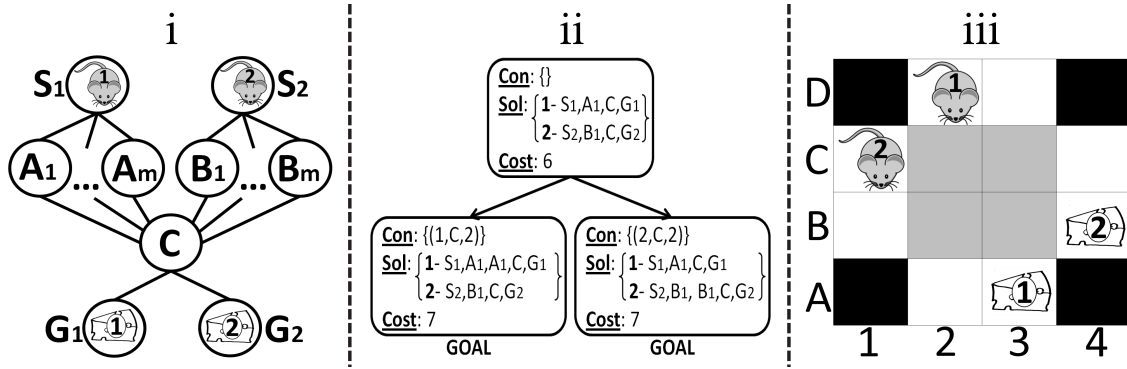 i
S1
1
2
S2
A1
...
Am
B1
...
Bm
C
G1
1
2
G2
ii
Con: {}
Sol: { 1- S1,A1,C,G1
2- S2,B1,C,G2 }
Cost: 6
Con: {(1,C,2)}
Sol: { 1- S1,A1,A1,C,G1
2- S2,B1,C,G2 }
Cost: 7
GOAL
Con: {(2,C,2)}
Sol: { 1- S1,A1,C,G1
2- S2,B1, B1,C,G2 }
Cost: 7
GOAL
iii
D
1
C
2
B
2
A
1
1 2 3 4